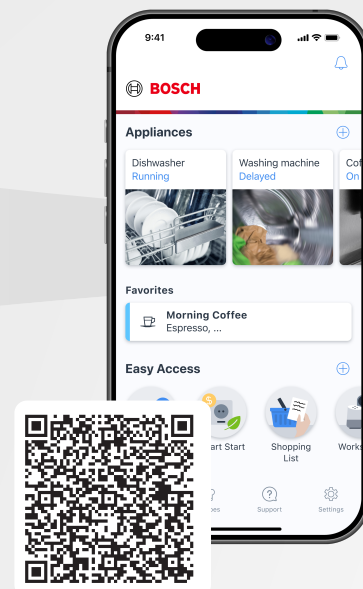 9:41
BOSCH
Appliances
Dishwasher
Running
Washing machine
Delayed
Cof
On
Favorites
Morning Coffee
Espresso, ...
Easy Access
art Start
Shopping
List
Works
es
Support
Settings